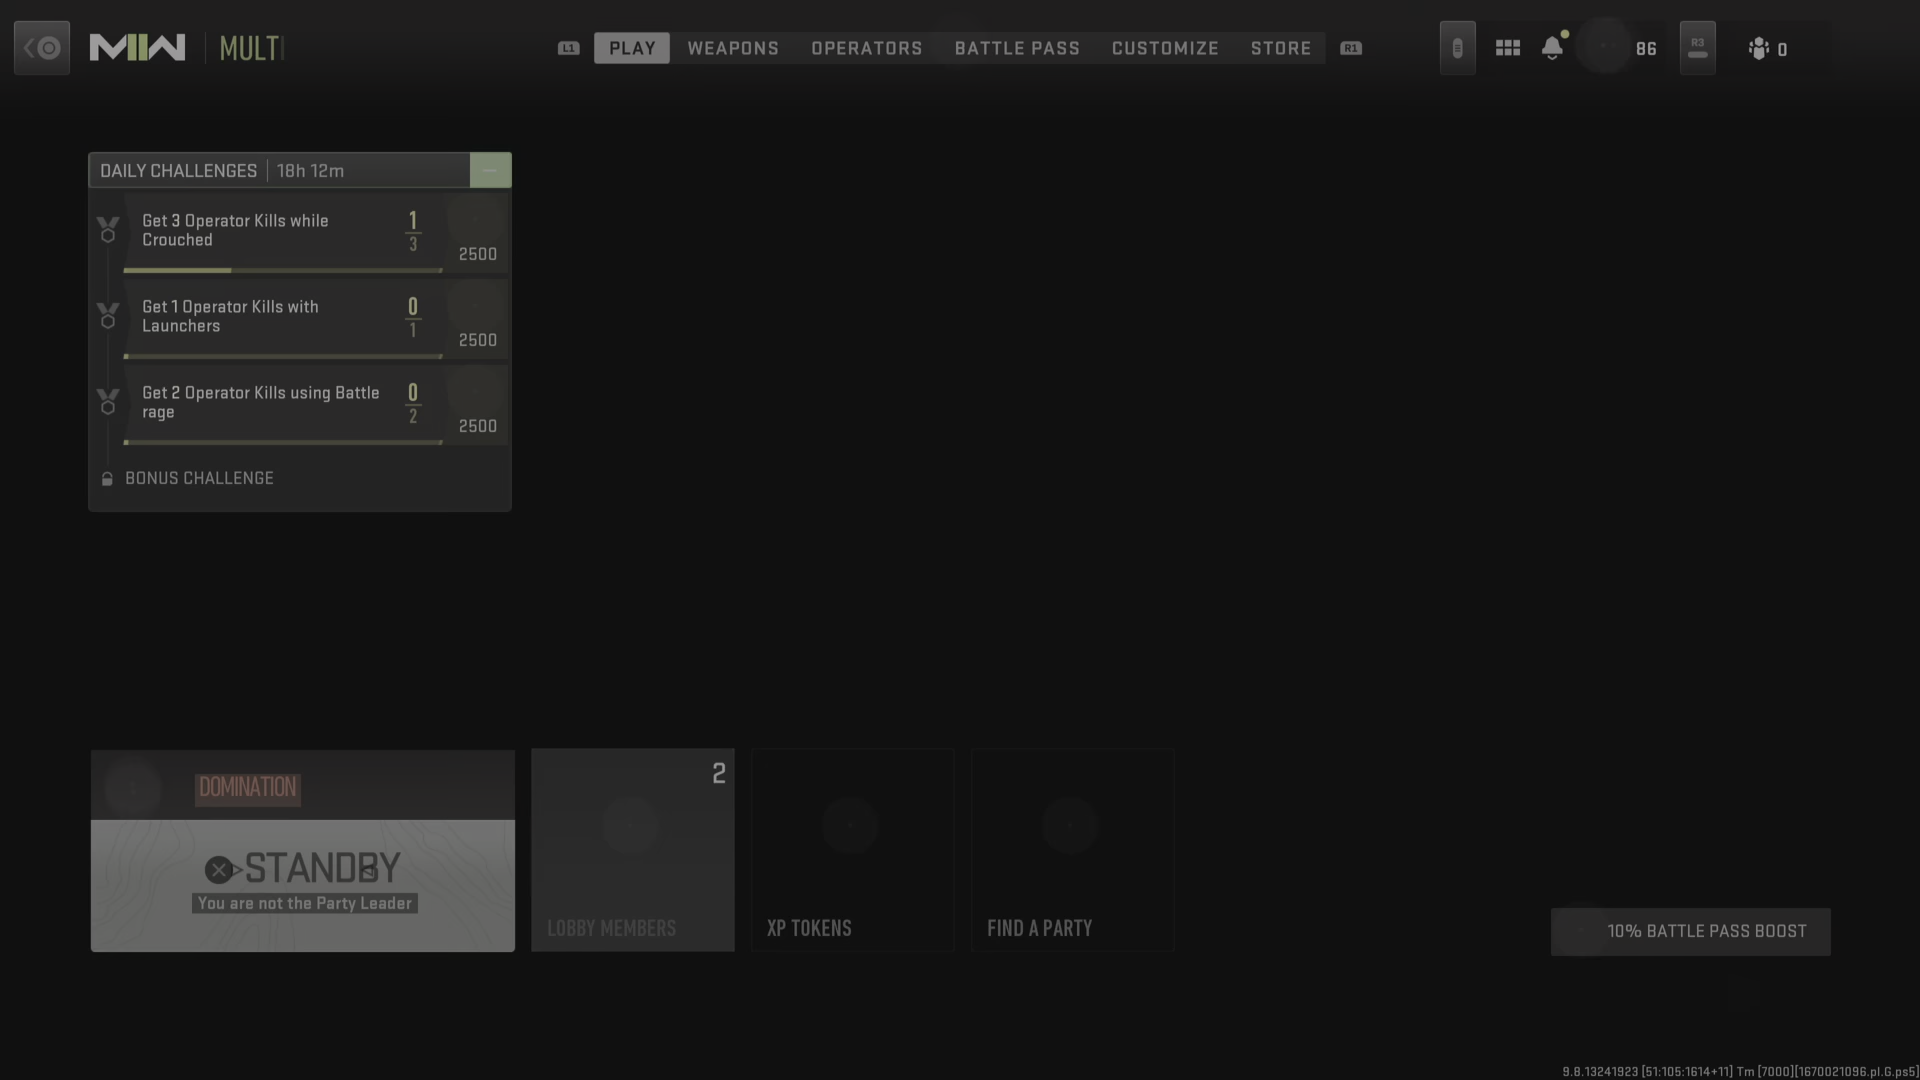 MWII MULTI
L1 PLAY WEAPONS OPERATORS BATTLE PASS CUSTOMIZE STORE R1
86 R3 0
DAILY CHALLENGES 18h 12m
Get 3 Operator Kills while
Crouched
1
3
2500
Get 1 Operator Kills with
Launchers
0
1
2500
Get 2 Operator Kills using Battle
rage
0
2
2500
BONUS CHALLENGE
DOMINATION
STANDBY
You are not the Party Leader
2
LOBBY MEMBERS
XP TOKENS
FIND A PARTY
10% BATTLE PASS BOOST
9.8.13241923 [51:105:1614+11] Tm [7000][1670021096.pl.G.ps5]